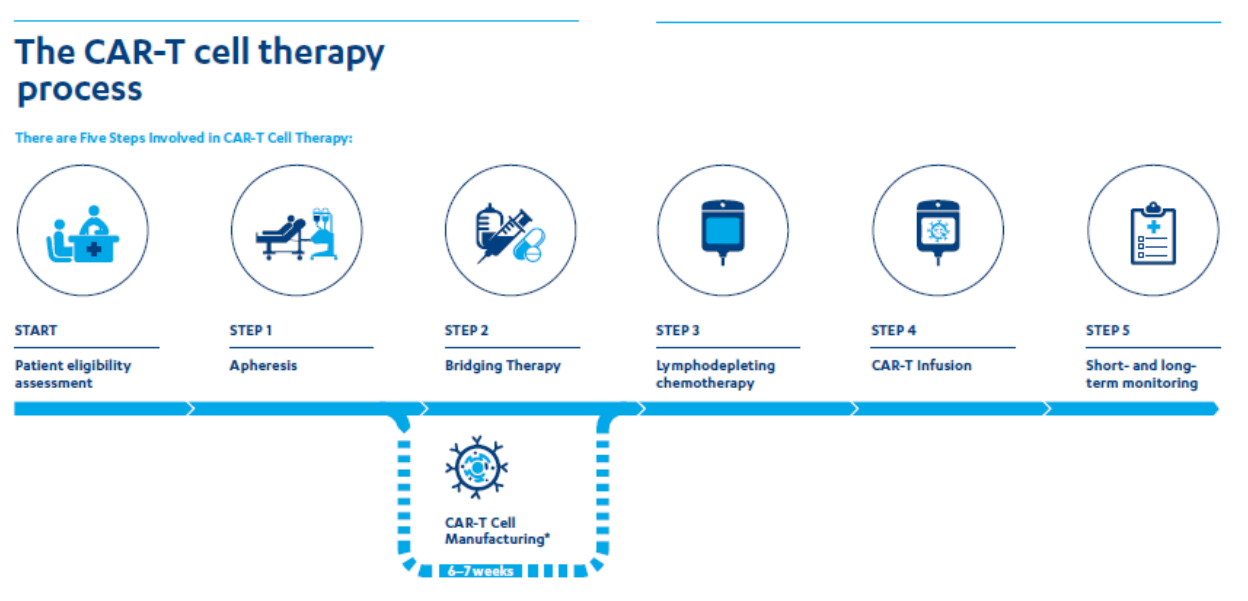 The CAR-T cell therapy
process
There are Five Steps Involved in CAR-T Cell Therapy:
START
Patient eligibility
assessment
STEP 1
Apheresis
STEP 2
Bridging Therapy
STEP 3
Lymphodepleting
chemotherapy
STEP 4
CAR-T Infusion
STEP 5
Short- and long-
term monitoring
CAR-T Cell
Manufacturing*
6–7 weeks